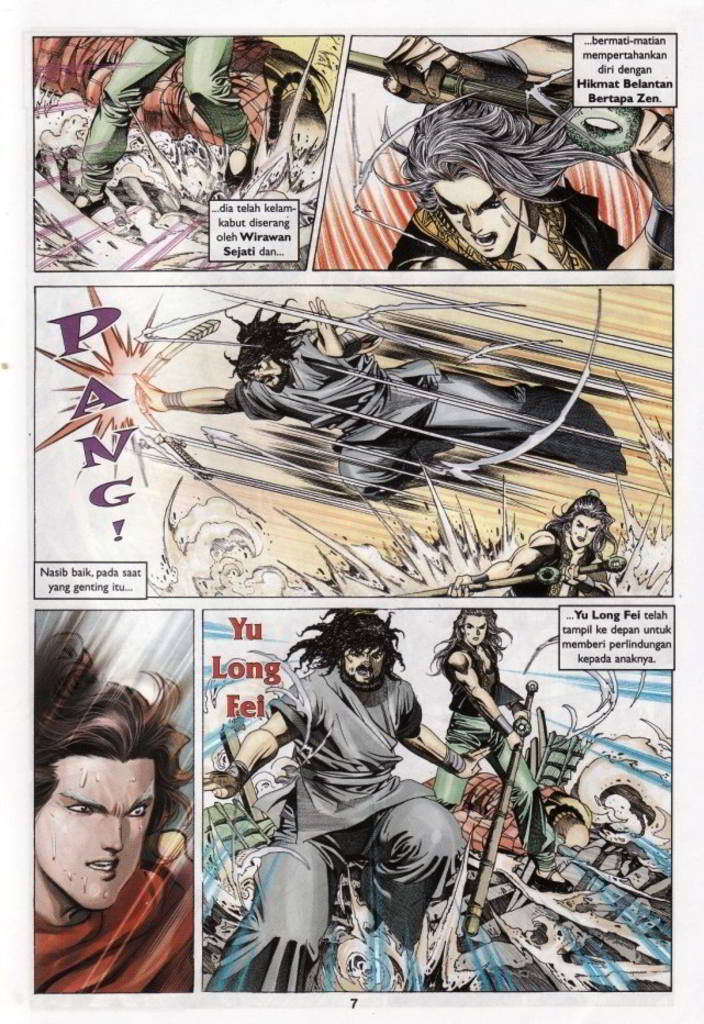 ...dia telah kelam-
kabut diserang
oleh Wirawan
Sejati dan...
...bermati-matian
mempertahankan
diri dengan
Hikmat Belantan
Bertapa Zen.
PANG!
Nasib baik, pada saat
yang genting itu...
Yu
Long
Fei
...Yu Long Fei telah
tampil ke depan untuk
memberi perlindungan
kepada anaknya.
7